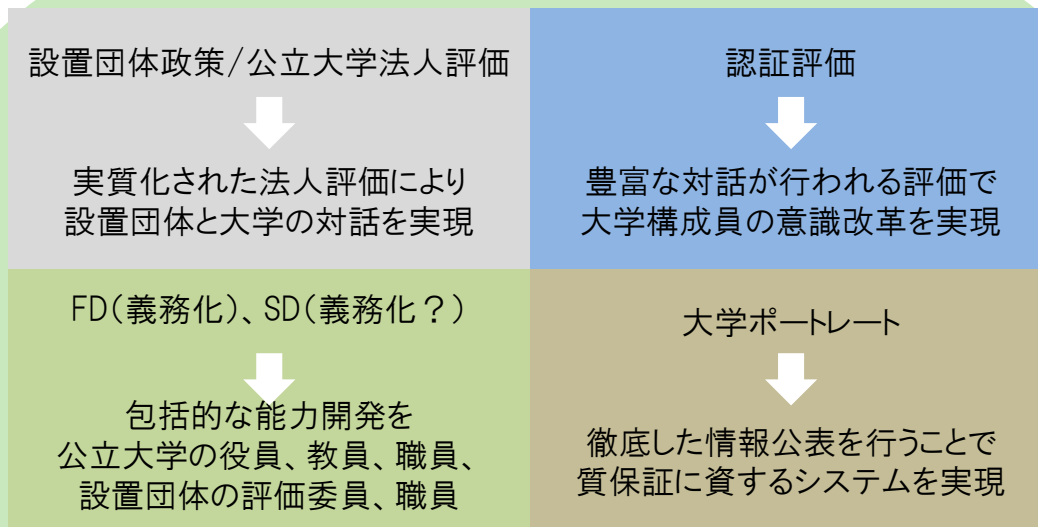 設置団体政策/公立大学法人評価
実質化された法人評価により
設置団体と大学の対話を実現
認証評価
豊富な対話が行われる評価で
大学構成員の意識改革を実現
FD(義務化)、SD(義務化?)
包括的な能力開発を
公立大学の役員、教員、職員、
設置団体の評価委員、職員
大学ポートレート
徹底した情報公表を行うことで
質保証に資するシステムを実現